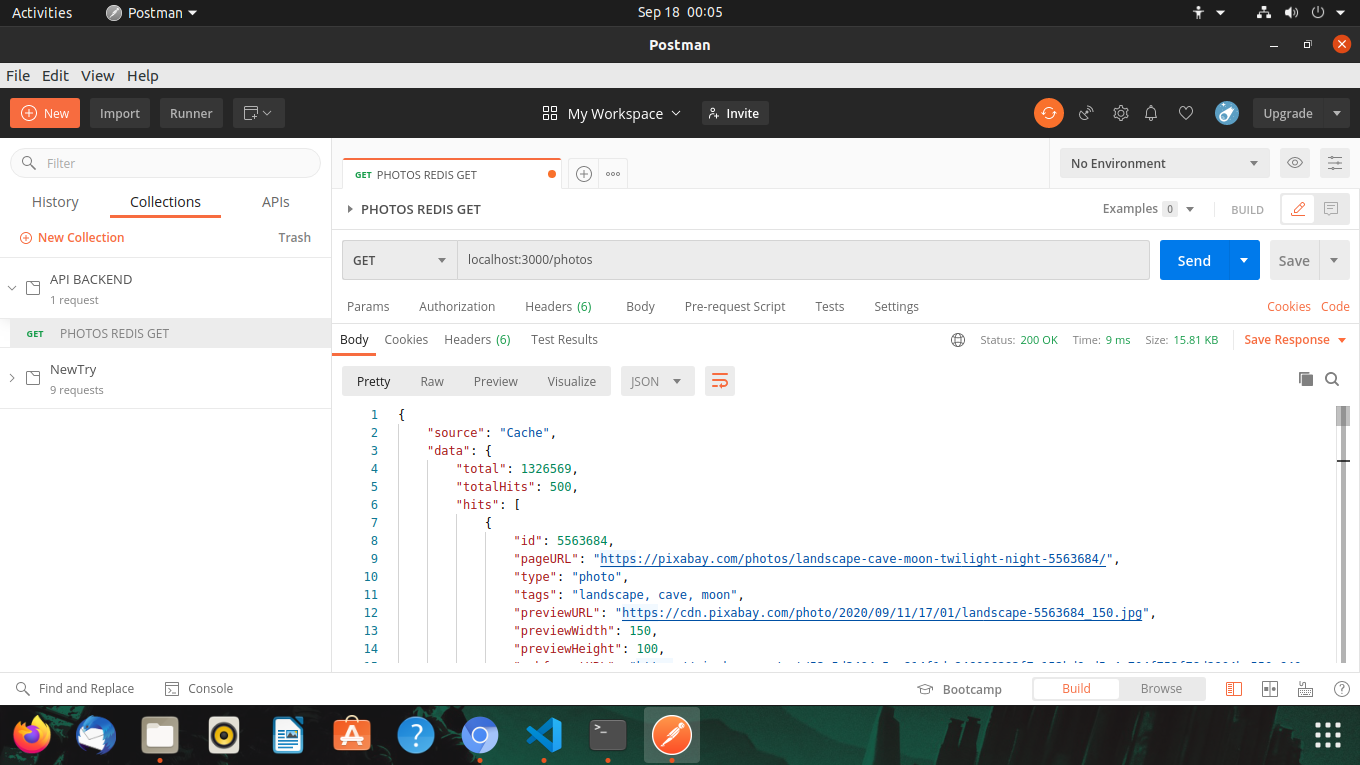 Activities Postman Sep 18 00:05
Postman
File Edit View Help
New Import Runner My Workspace Invite Upgrade
Filter
History Collections APIs
New Collection Trash
API BACKEND
1 request
GET PHOTOS REDIS GET
NewTry
9 requests
GET PHOTOS REDIS GET No Environment
PHOTOS REDIS GET Examples 0 BUILD
GET localhost:3000/photos Send Save
Params Authorization Headers (6) Body Pre-request Script Tests Settings Cookies Code
Body Cookies Headers (6) Test Results Status: 200 OK Time: 9 ms Size: 15.81 KB Save Response
Pretty Raw Preview Visualize JSON
1 {
2 "source": "Cache",
3 "data": {
4 "total": 1326569,
5 "totalHits": 500,
6 "hits": [
7 {
8 "id": 5563684,
9 "pageURL": "https://pixabay.com/photos/landscape-cave-moon-twilight-night-5563684/",
10 "type": "photo",
11 "tags": "landscape, cave, moon",
12 "previewURL": "https://cdn.pixabay.com/photo/2020/09/11/17/01/landscape-5563684_150.jpg",
13 "previewWidth": 150,
14 "previewHeight": 100,
Find and Replace Console Bootcamp Build Browse